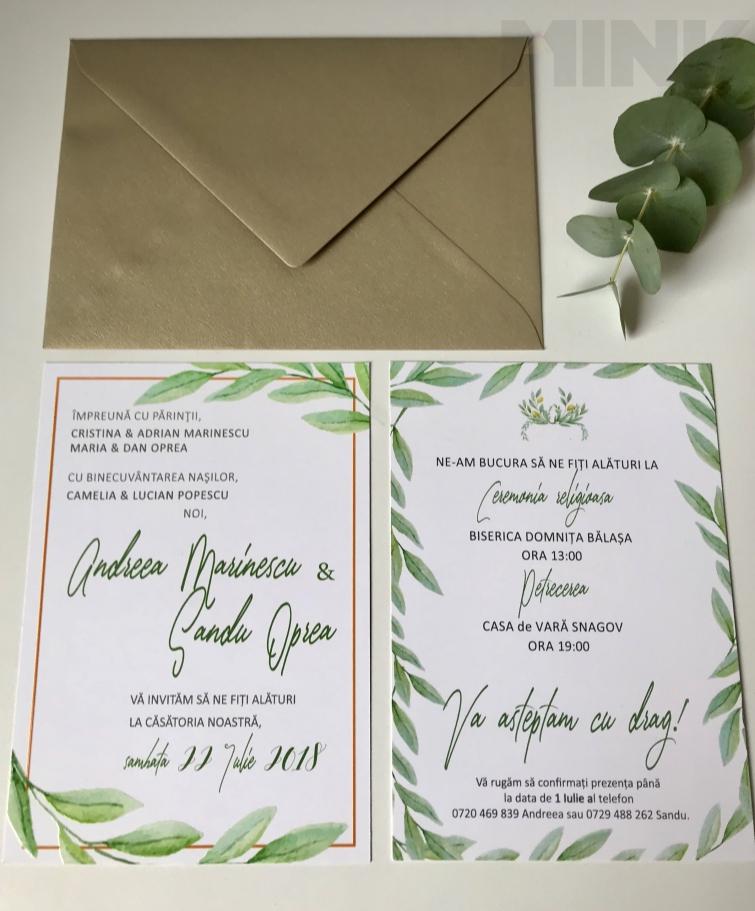 MINK
ÎMPREUNĂ CU PĂRINȚII,
CRISTINA & ADRIAN MARINESCU
MARIA & DAN OPREA
CU BINECUVÂNTAREA NAȘILOR,
CAMELIA & LUCIAN POPESCU
NOI,
Andreea Marinescu &
Șandu Oprea
VĂ INVITĂM SĂ NE FIȚI ALĂTURI
LA CĂSĂTORIA NOASTRĂ,
sambata 22 Iulie 2018
NE-AM BUCURA SĂ NE FIȚI ALĂTURI LA
Ceremonia religioasa
BISERICA DOMNIȚA BĂLAȘA
ORA 13:00
Petrecerea
CASA de VARĂ SNAGOV
ORA 19:00
Va asteptam cu drag!
Vă rugăm să confirmați prezența până
la data de 1 Iulie al telefon
0720 469 839 Andreea sau 0729 488 262 Sandu.